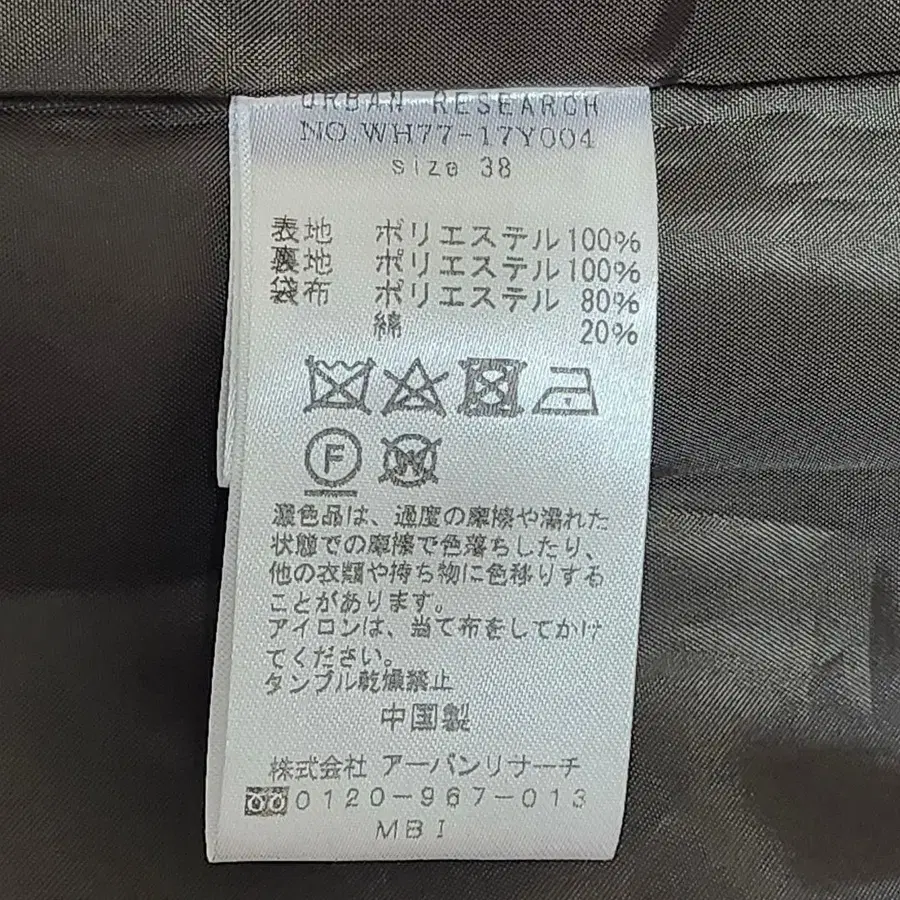 URBAN RESEARCH
NO.WH77-17Y004
size 38
表地 ポリエステル100%
裏地 ポリエステル100%
袋布 ポリエステル 80%
綿 20%
F
W
濃色品は、過度の摩擦や濡れた
状態での摩擦で色落ちしたり、
他の衣類や持ち物に色移りする
ことがあります。
アイロンは、当て布をしてかけ
てください。
タンブル乾燥禁止
中国製
株式会社 アーバンリサーチ
0120-967-013
MBI